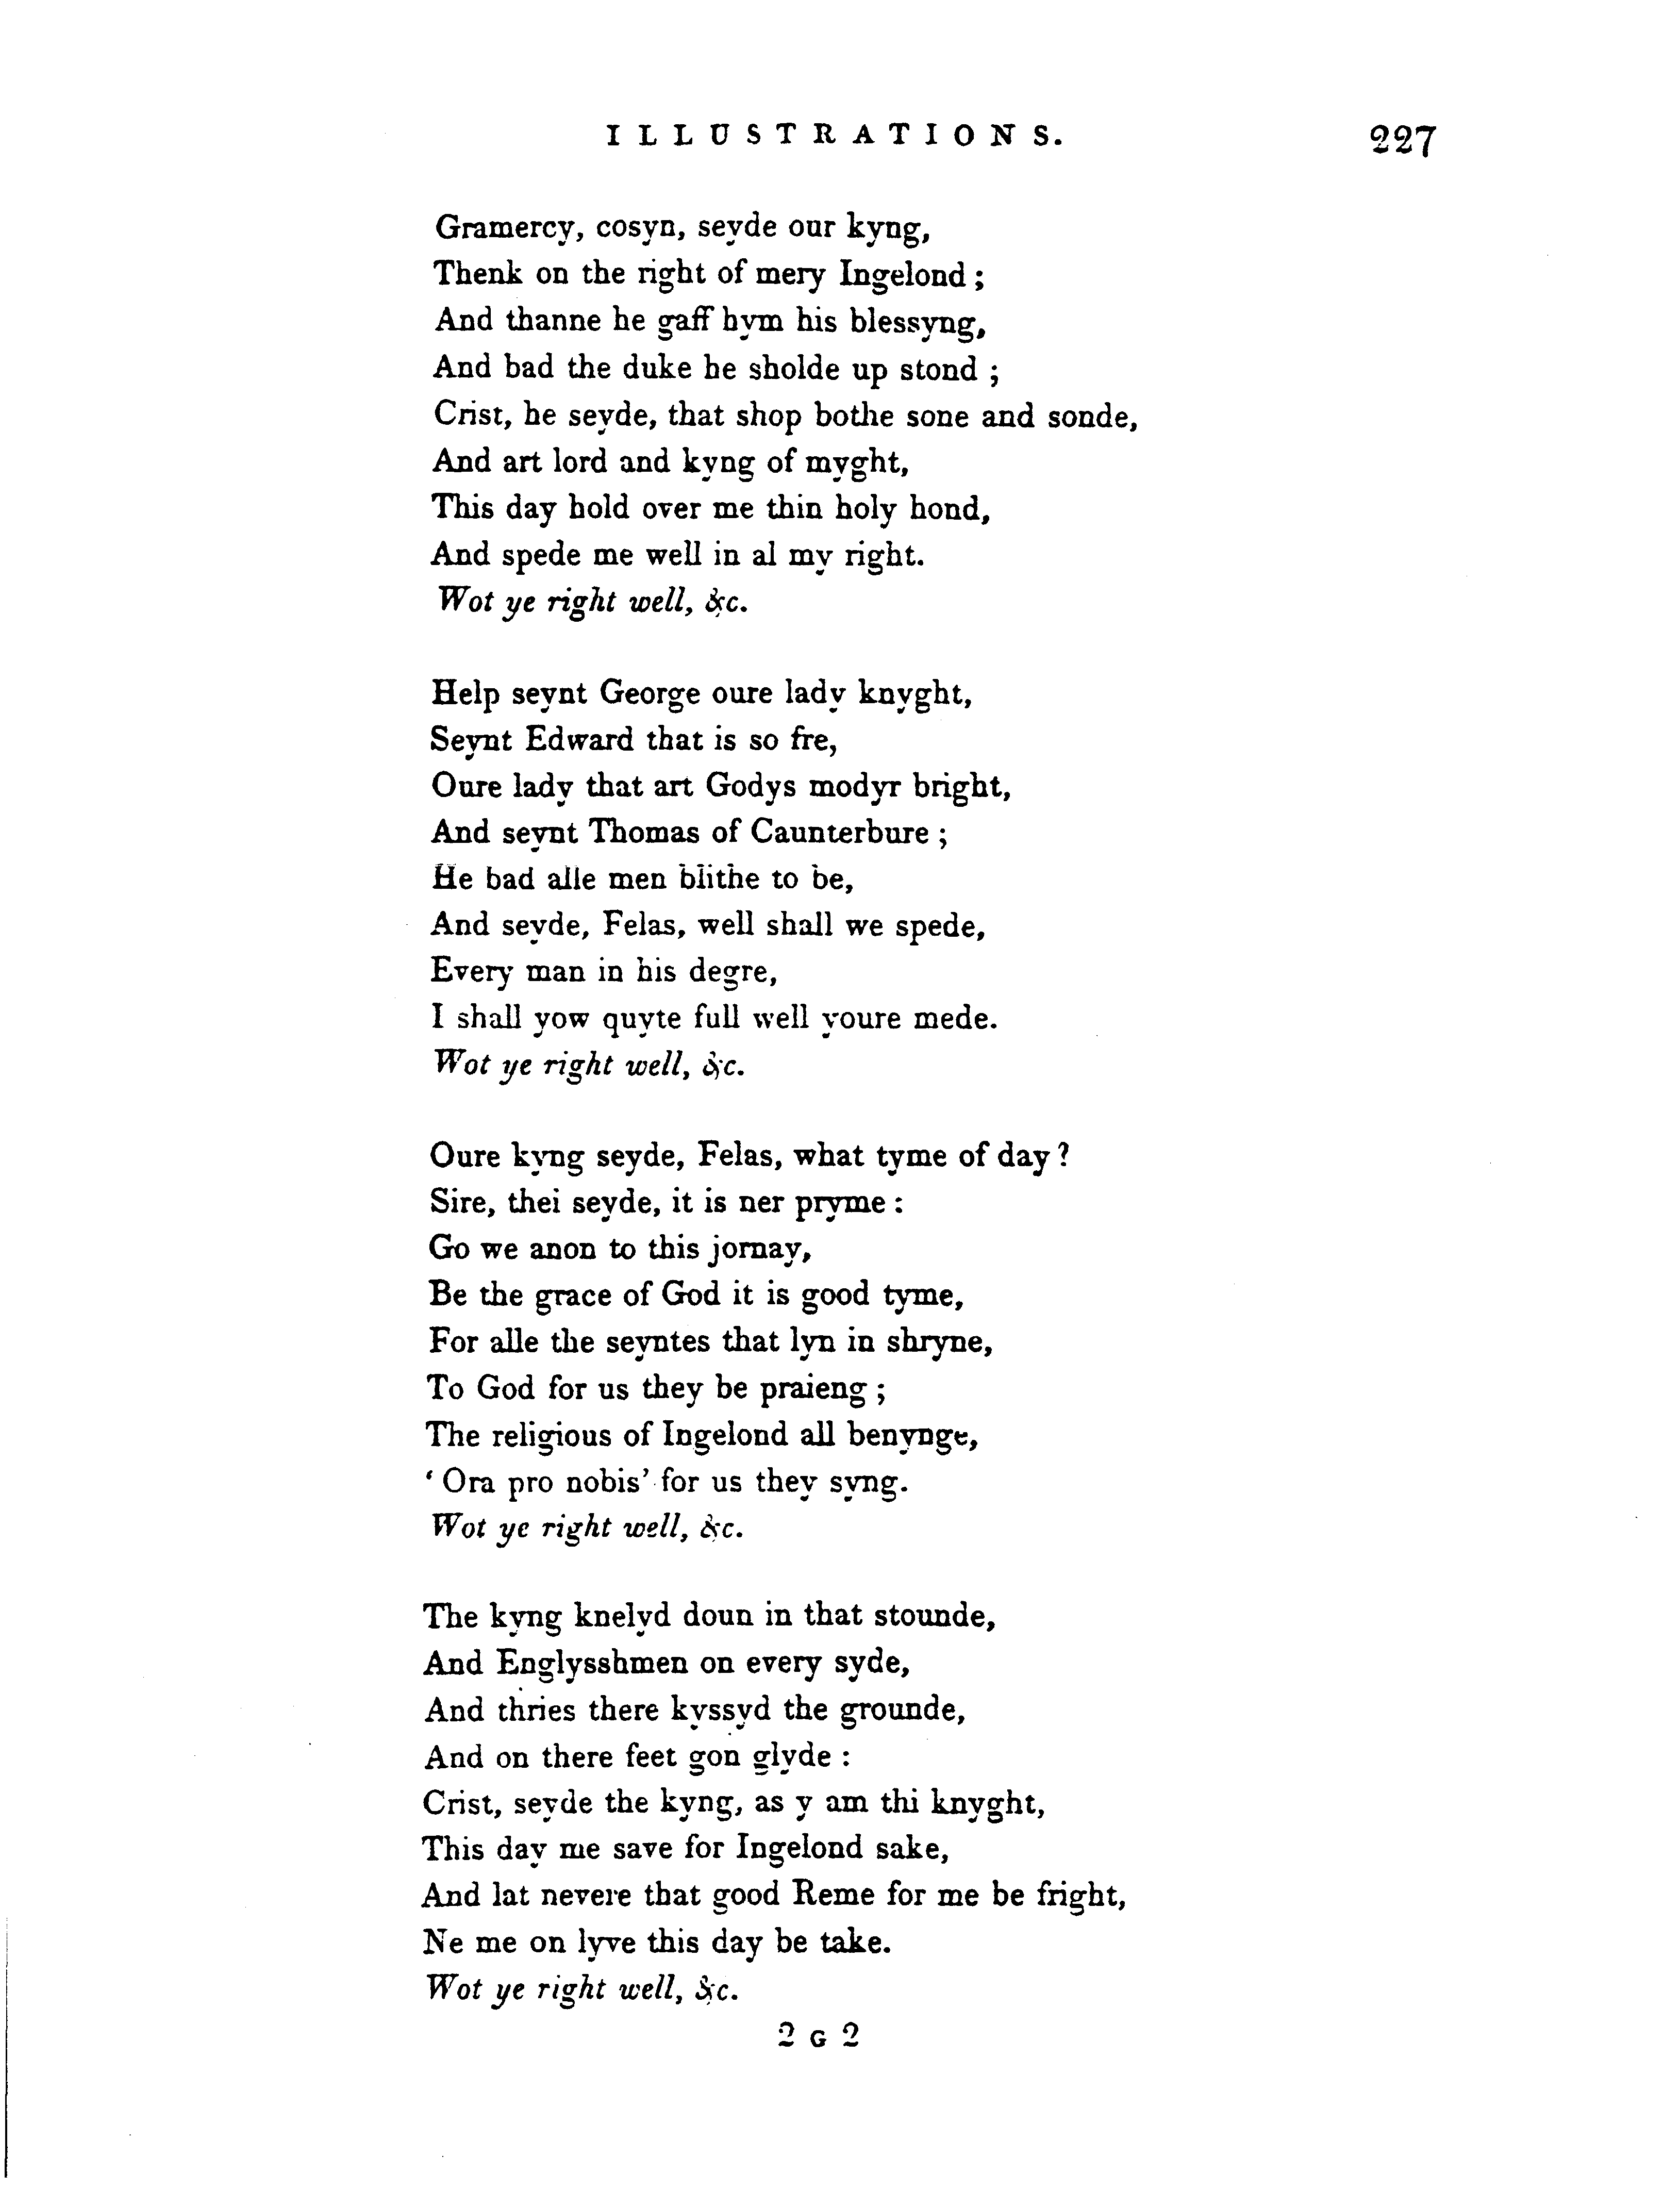 ILLUSTRATIONS. 227
Gramercy, cosyn, seyde our kyng,
Thenk on the right of mery Ingelond ;
And thanne he gaff hym his blessyng,
And bad the duke he sholde up stond ;
Crist, he seyde, that shop bothe sone and sonde,
And art lord and kyng of myght,
This day hold over me thin holy hond,
And spede me well in al my right.
Wot ye right well, &c.
Help seynt George oure lady knyght,
Seynt Edward that is so fre,
Oure lady that art Godys modyr bright,
And seynt Thomas of Caunterbure ;
He bad alle men blithe to be,
And seyde, Felas, well shall we spede,
Every man in his degre,
I shall yow quyte full well youre mede.
Wot ye right well, &c.
Oure kyng seyde, Felas, what tyme of day ?
Sire, thei seyde, it is ner pryme :
Go we anon to this jornay,
Be the grace of God it is good tyme,
For alle the seyntes that lyn in shryne,
To God for us they be praieng ;
The religious of Ingelond all benynge,
‘ Ora pro nobis’ for us they syng.
Wot ye right well, &c.
The kyng knelyd doun in that stounde,
And Englysshmen on every syde,
And thries there kyssyd the grounde,
And on there feet gon glyde :
Crist, seyde the kyng, as y am thi knyght,
This day me save for Ingelond sake,
And lat nevere that good Reme for me be fright,
Ne me on lyve this day be take.
Wot ye right well, &c.
2 G 2